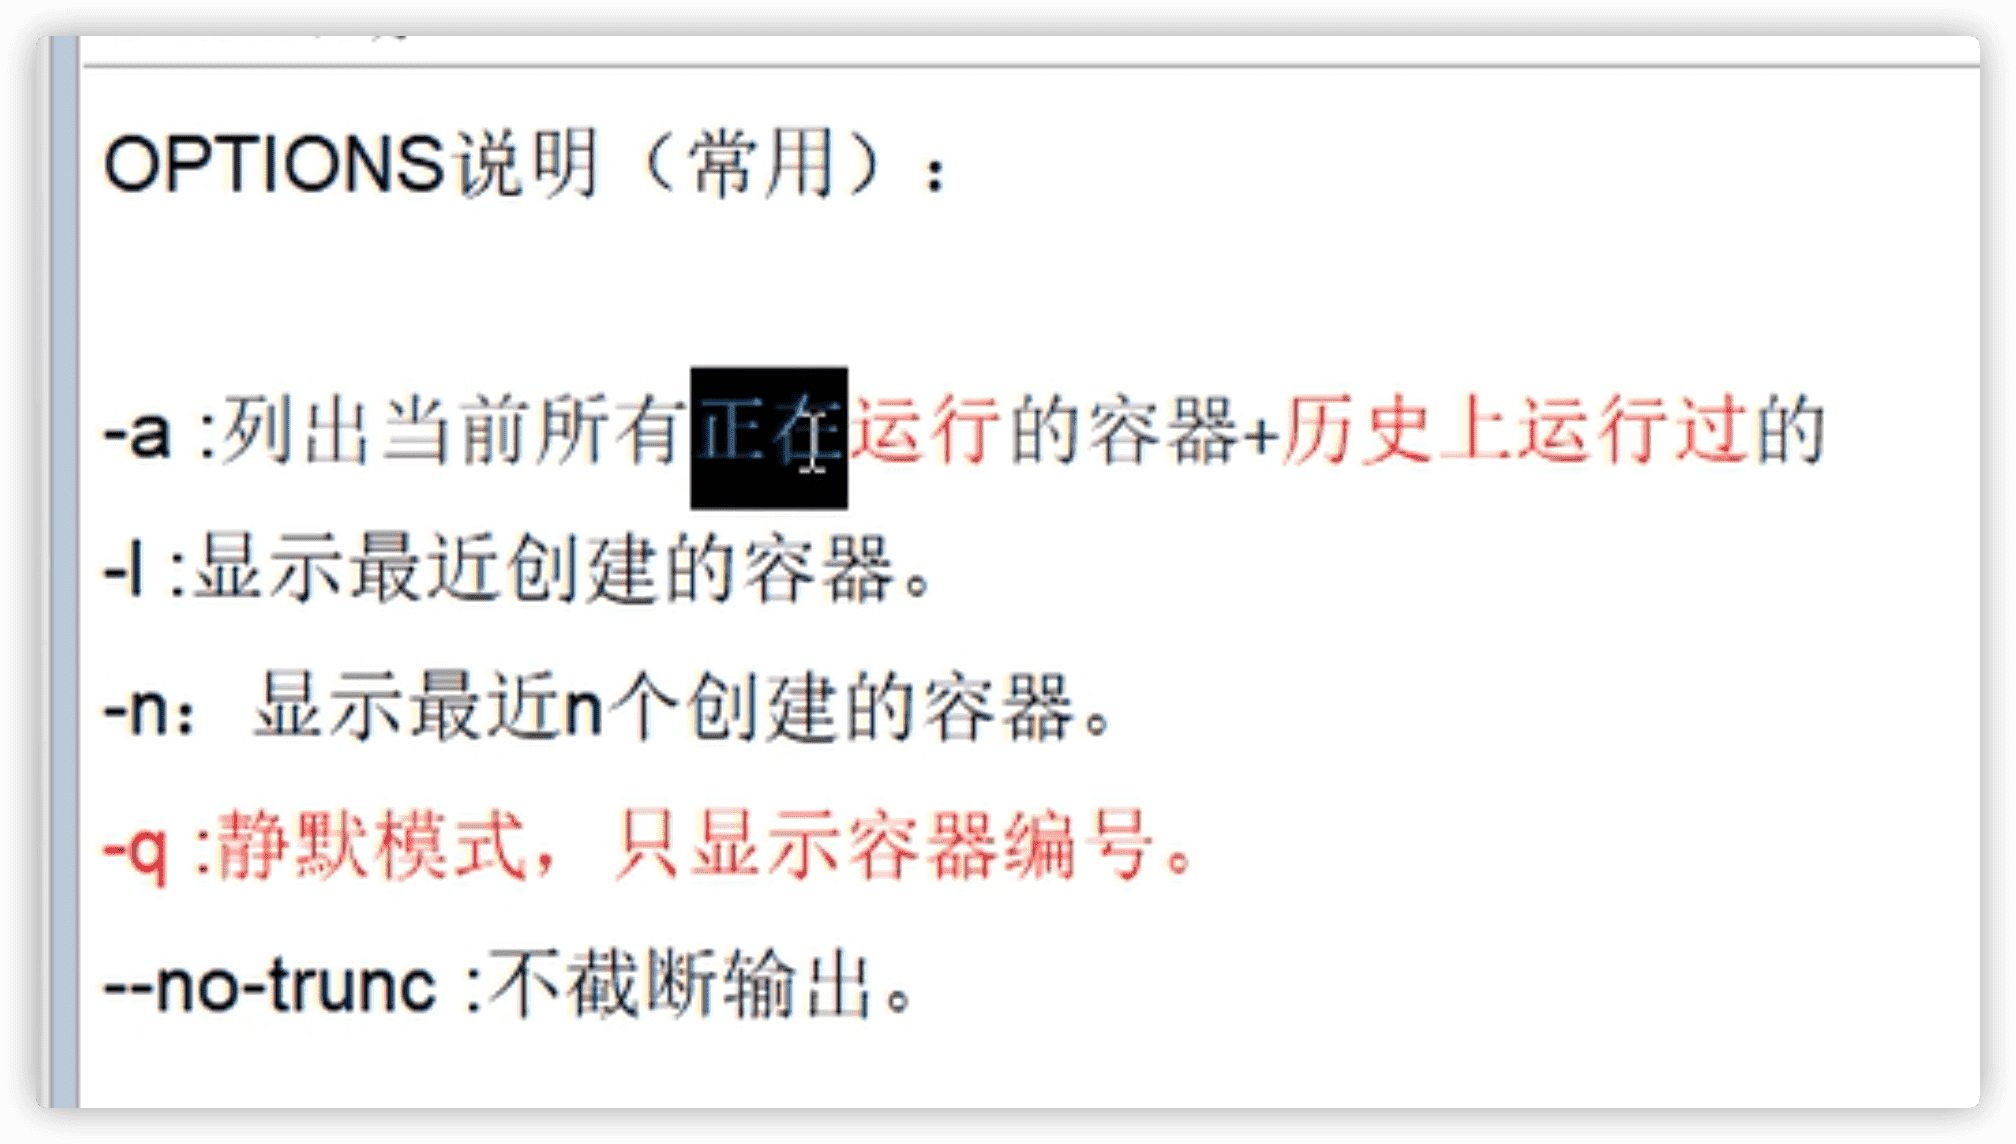 OPTIONS说明（常用）：
-a :列出当前所有正在运行的容器+历史上运行过的
-l :显示最近创建的容器。
-n： 显示最近n个创建的容器。
-q :静默模式，只显示容器编号。
--no-trunc :不截断输出。